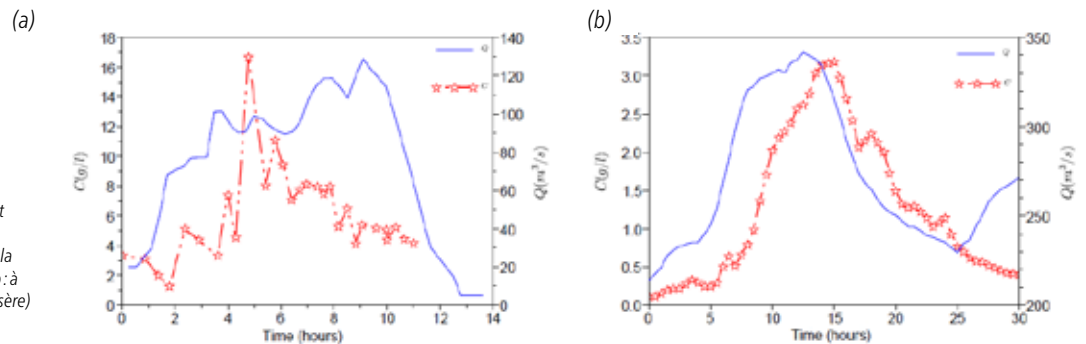 (a)
(b)
18
16
14
12
10
8
6
4
2
0
C(g/l)
140
120
100
80
60
40
20
0
Q(m³/s)
0 2 4 6 8 10 12 14
Time (hours)
Q
C
3.5
3.0
2.5
2.0
1.5
1.0
0.5
0.0
C(g/l)
350
300
250
200
Q(m³/s)
0 5 10 15 20 25 30
Time (hours)
Q
C
t
la
: à
sère)